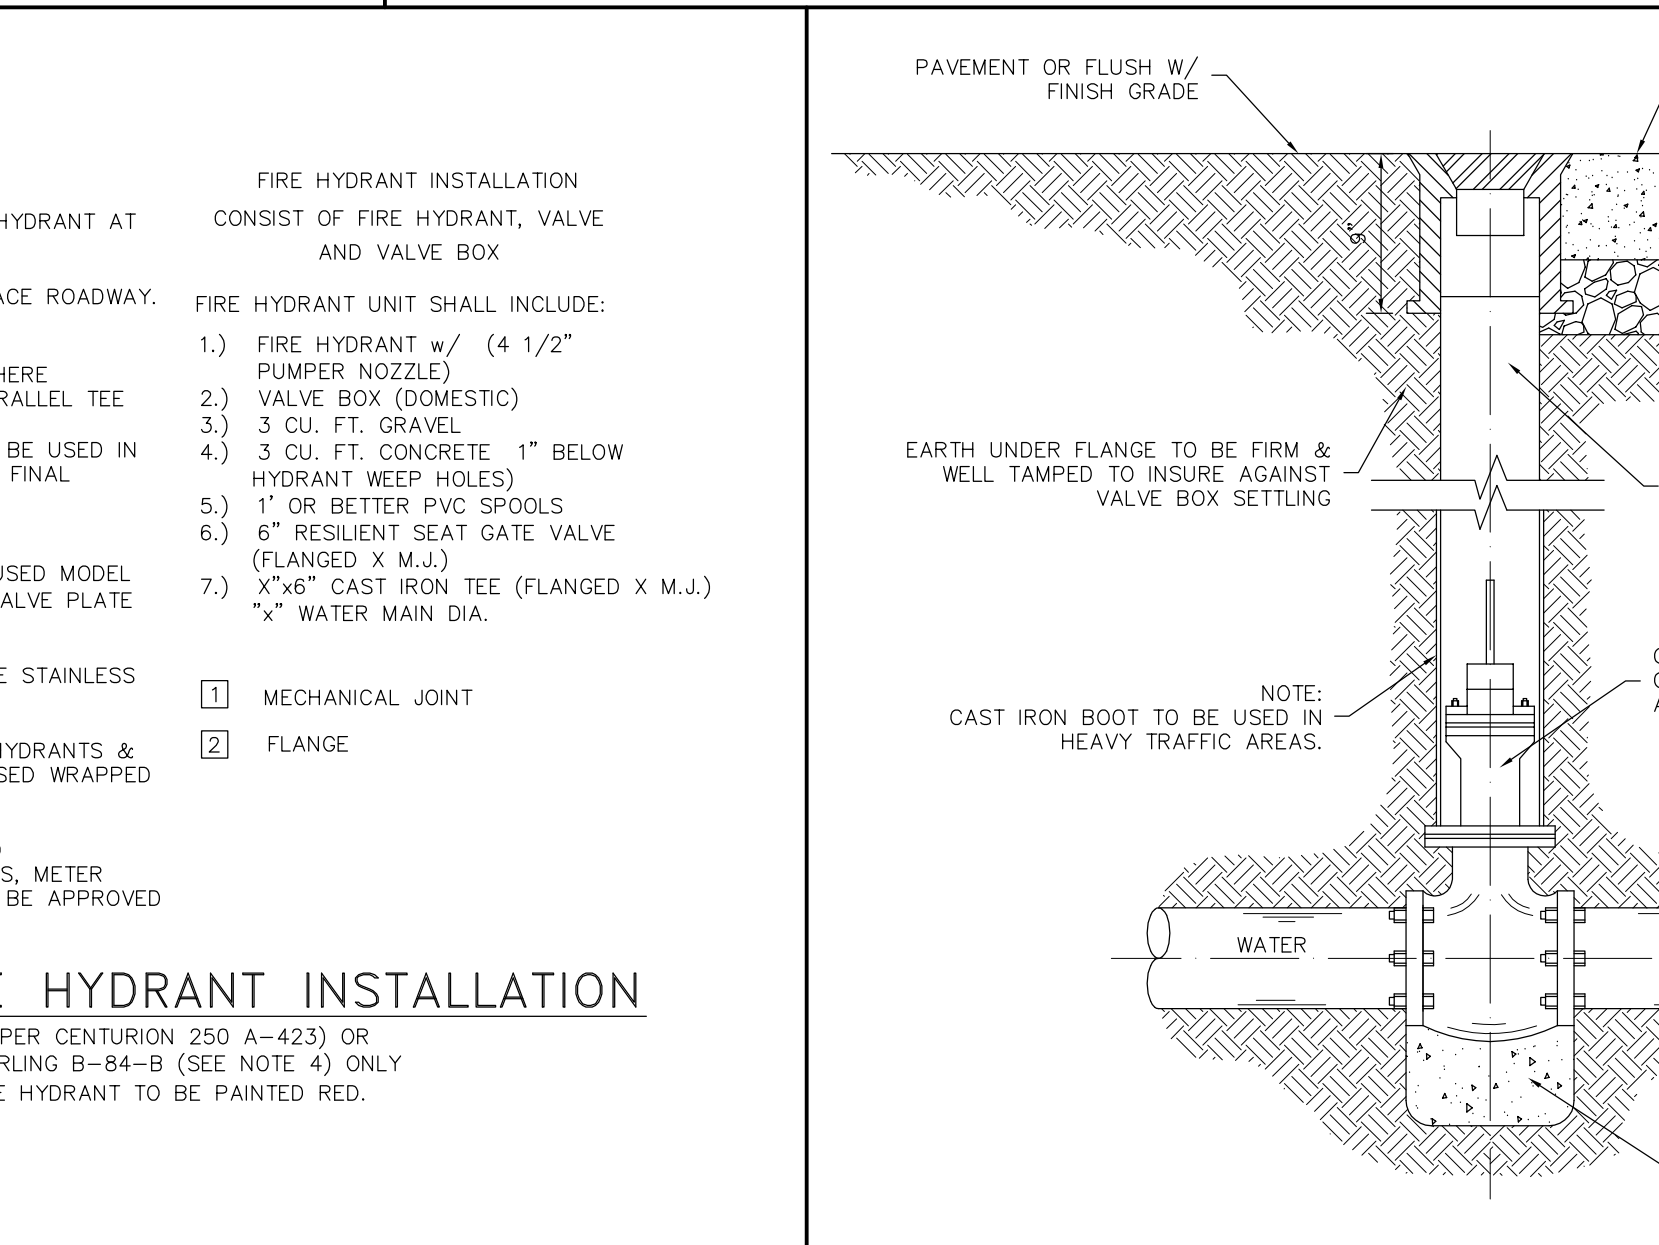 HYDRANT AT
ROADWAY.
RALLEL TEE
BE USED IN
FINAL
USED MODEL
PLATE
STAINLESS
HYDRANTS &
WRAPPED
METER
BE APPROVED
FIRE HYDRANT INSTALLATION
CONSIST OF FIRE HYDRANT, VALVE
AND VALVE BOX
FIRE HYDRANT UNIT SHALL INCLUDE:
1.) FIRE HYDRANT w/ (4 1/2"
PUMPER NOZZLE)
2.) VALVE BOX (DOMESTIC)
3.) 3 CU. FT. GRAVEL
4.) 3 CU. FT. CONCRETE 1" BELOW
HYDRANT WEEP HOLES)
5.) 1' OR BETTER PVC SPOOLS
6.) 6" RESILIENT SEAT GATE VALVE
(FLANGED X M.J.)
7.) X"x6" CAST IRON TEE (FLANGED X M.J.)
"x" WATER MAIN DIA.
1 MECHANICAL JOINT
2 FLANGE
HYDRANT INSTALLATION
PER CENTURION 250 A-423) OR
RLING B-84-B (SEE NOTE 4) ONLY
HYDRANT TO BE PAINTED RED.
PAVEMENT OR FLUSH W/
FINISH GRADE
9"
EARTH UNDER FLANGE TO BE FIRM &
WELL TAMPED TO INSURE AGAINST
VALVE BOX SETTLING
NOTE:
CAST IRON BOOT TO BE USED IN
HEAVY TRAFFIC AREAS.
WATER